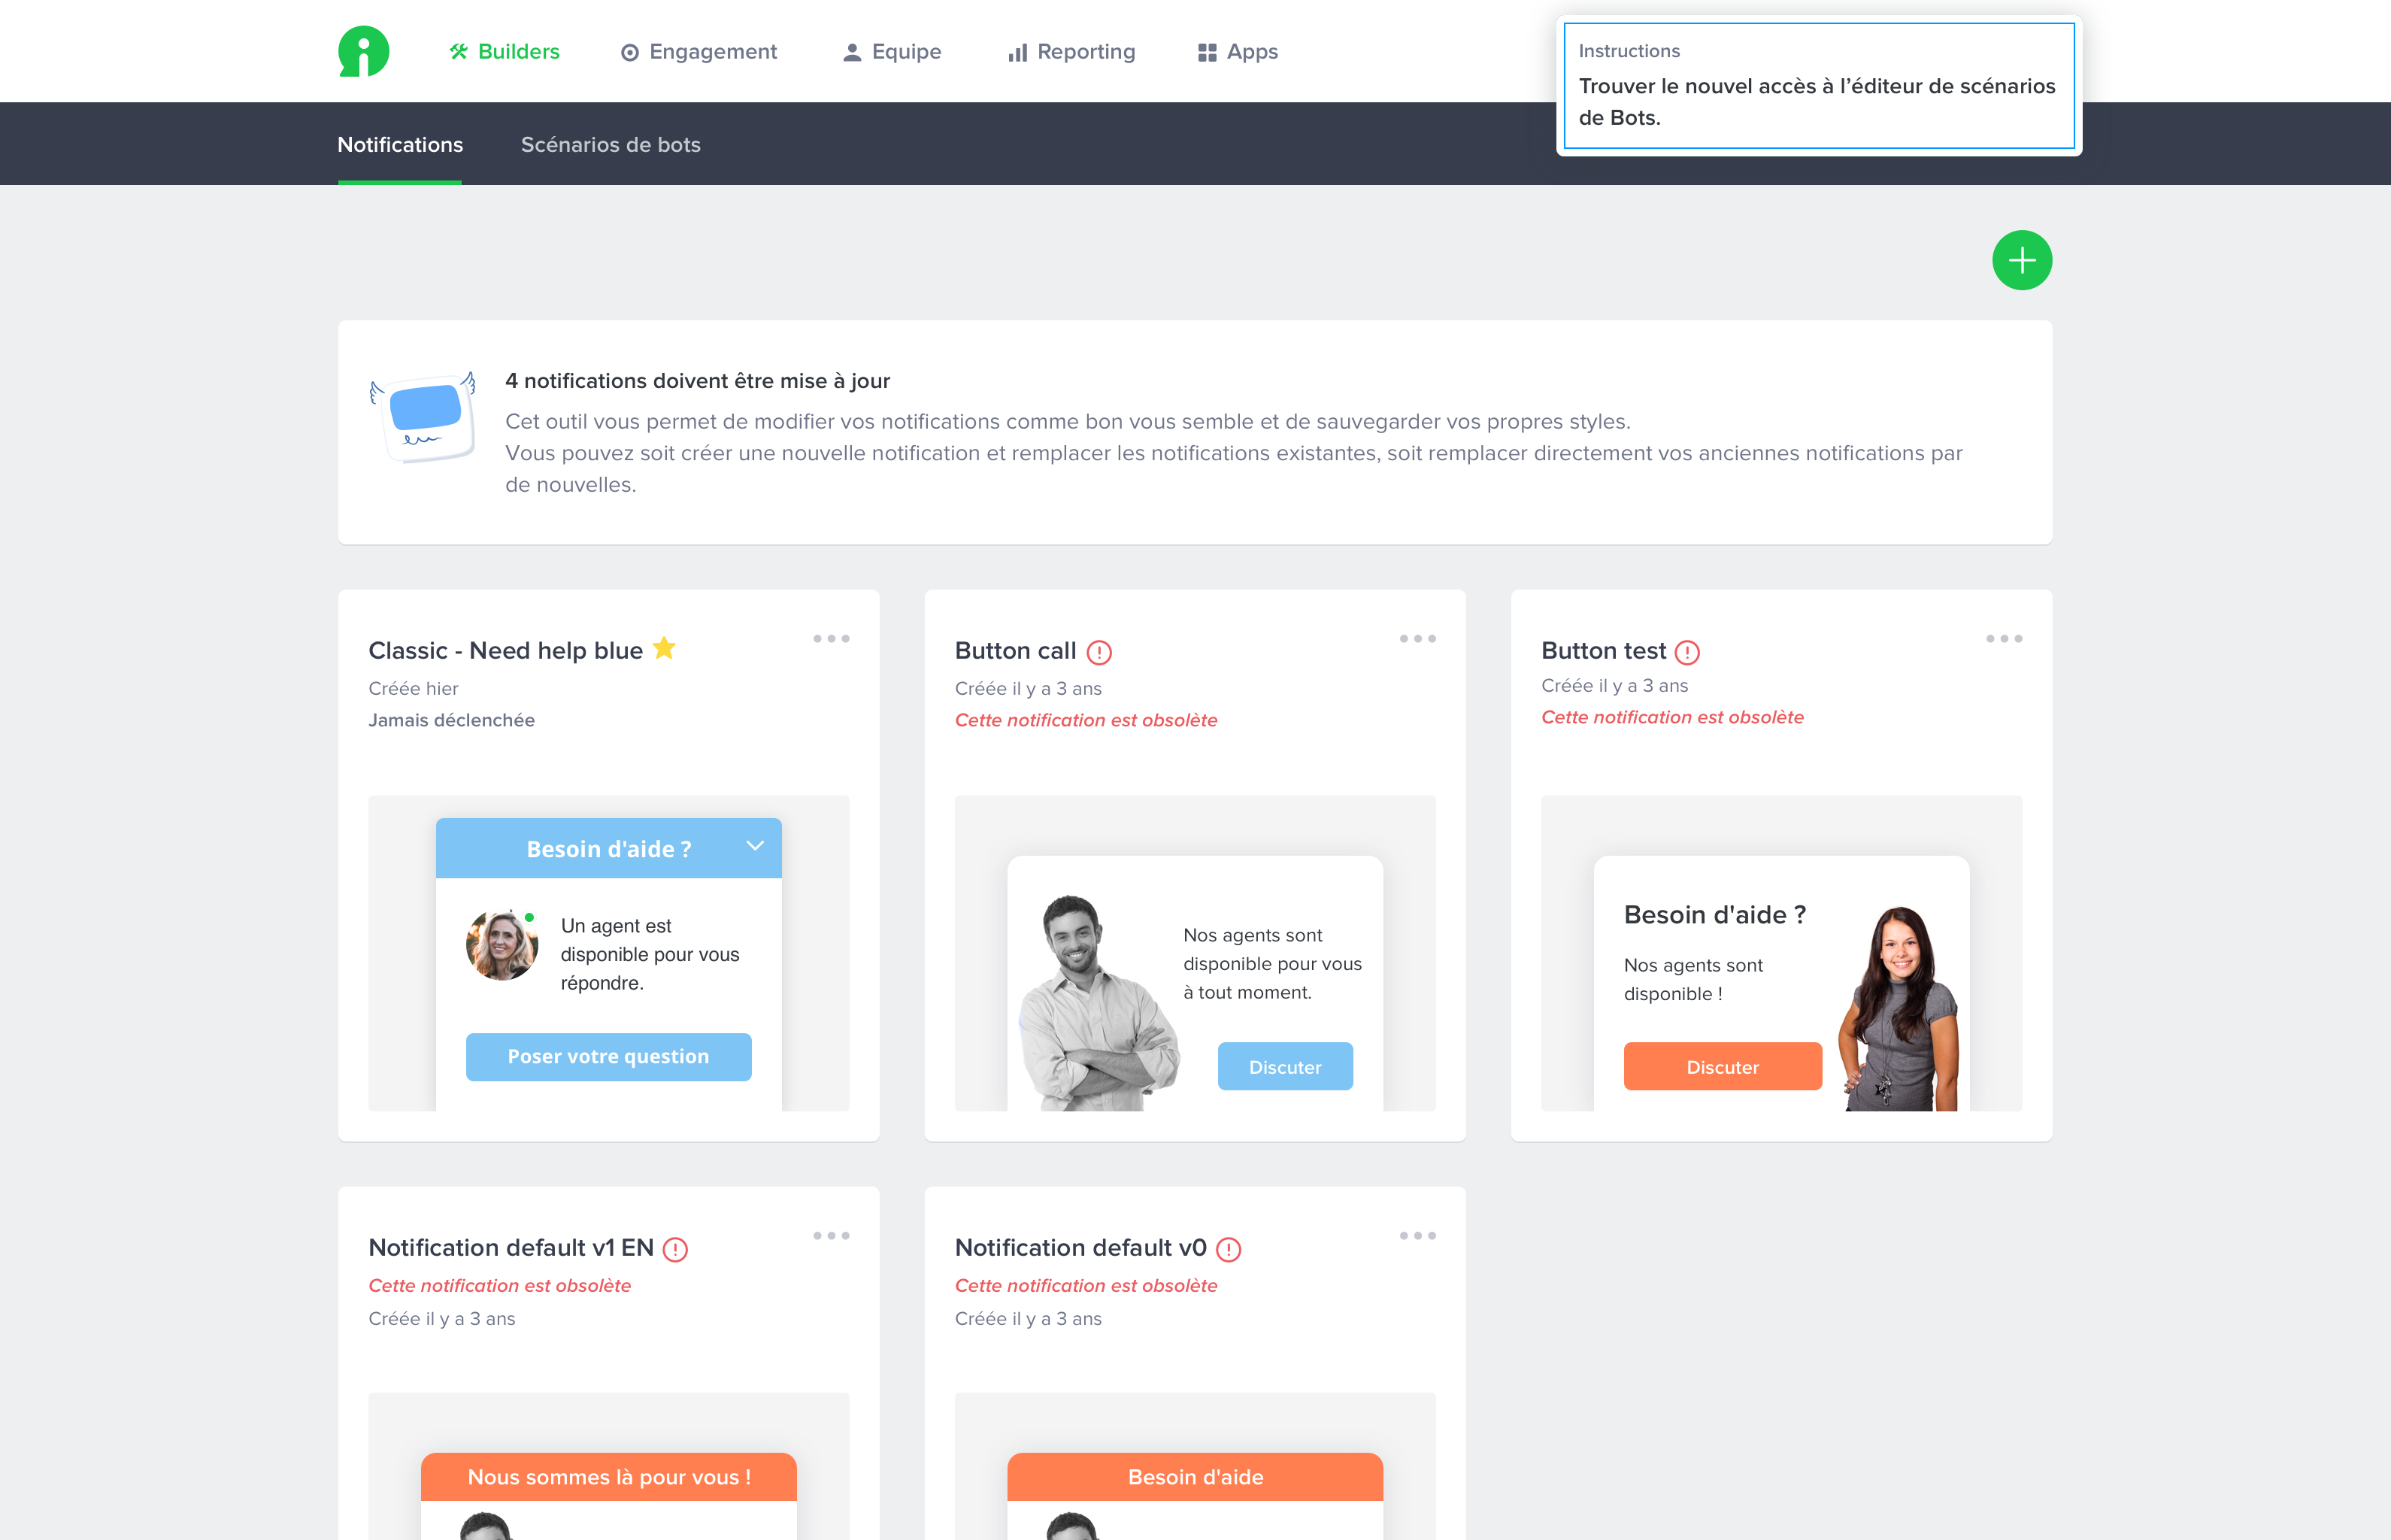 Builders
Engagement
Equipe
Reporting
Apps
Instructions
Trouver le nouvel accès à l'éditeur de scénarios
de Bots.
Notifications
Scénarios de bots
4 notifications doivent être mise à jour
Cet outil vous permet de modifier vos notifications comme bon vous semble et de sauvegarder vos propres styles.
Vous pouvez soit créer une nouvelle notification et remplacer les notifications existantes, soit remplacer directement vos anciennes notifications par
de nouvelles.
Classic - Need help blue
Créée hier
Jamais déclenchée
Besoin d'aide ?
Un agent est
disponible pour vous
répondre.
Poser votre question
Button call
Créée il y a 3 ans
Cette notification est obsolète
Nos agents sont
disponible pour vous
à tout moment.
Discuter
Button test
Créée il y a 3 ans
Cette notification est obsolète
Besoin d'aide ?
Nos agents sont
disponible !
Discuter
Notification default v1 EN
Cette notification est obsolète
Créée il y a 3 ans
Nous sommes là pour vous !
Notification default v0
Cette notification est obsolète
Créée il y a 3 ans
Besoin d'aide